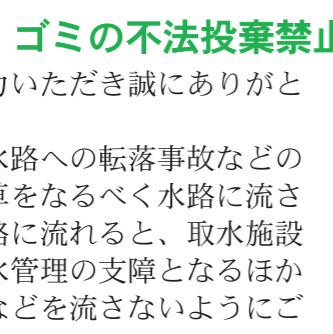 ゴミの不法投棄禁止
力いただき誠にありがと
水路への転落事故などの
草をなるべく水路に流さ
路に流れると、取水施設
水管理の支障となるほか
などを流さないようにご